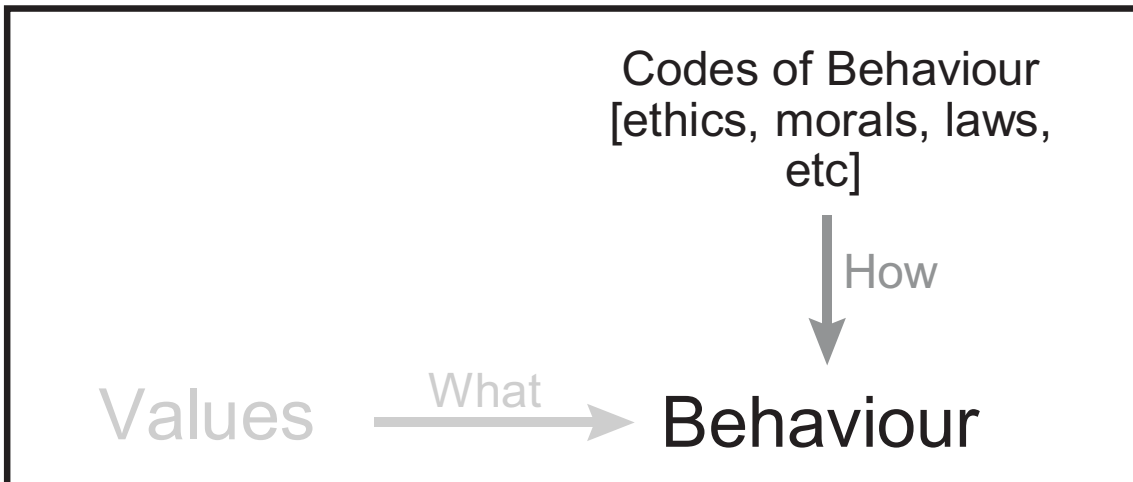 Codes of Behaviour
[ethics, morals, laws,
etc]
How
What
Values
Behaviour